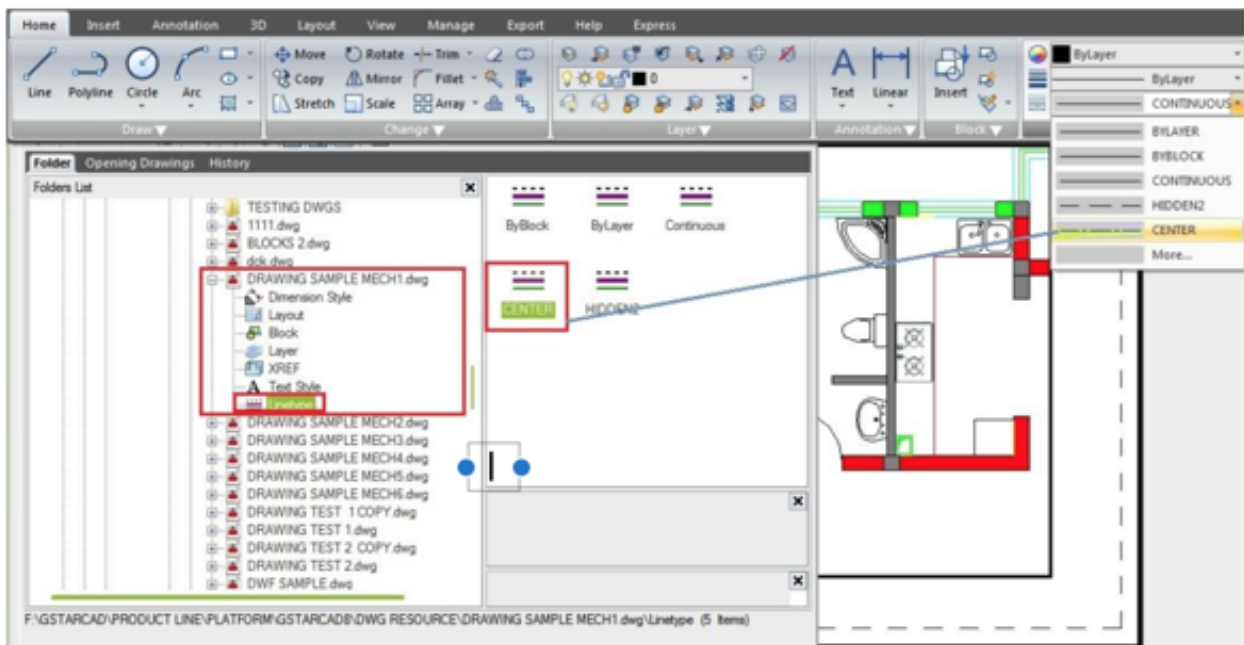 Home Insert Annotation 3D Layout View Manage Export Help Express
Line Polyline Circle Arc
Draw
Move Rotate Trim
Copy Mirror Fillet
Stretch Scale Array
Change
0
Layer
Text Linear
Annotation
Insert
Block
ByLayer
ByLayer
CONTINUOUS
BYLAYER
BYBLOCK
CONTINUOUS
HIDDEN2
CENTER
More...
Folder Opening Drawings History
Folders List
TESTING DWGS
1111.dwg
BLOCKS 2.dwg
dck.dwg
DRAWING SAMPLE MECH1.dwg
Dimension Style
Layout
Block
Layer
XREF
Text Style
Linetype
DRAWING SAMPLE MECH2.dwg
DRAWING SAMPLE MECH3.dwg
DRAWING SAMPLE MECH4.dwg
DRAWING SAMPLE MECH5.dwg
DRAWING SAMPLE MECH6.dwg
DRAWING TEST 1 COPY.dwg
DRAWING TEST 1.dwg
DRAWING TEST 2 COPY.dwg
DRAWING TEST 2.dwg
DWF SAMPLE.dwg
ByBlock ByLayer Continuous
CENTER HIDDEN2
F:\GSTARCAD\PRODUCT LINE\PLATFORM\GSTARCAD8\DWG RESOURCE\DRAWING SAMPLE MECH1.dwg\Linetype (5 Items)